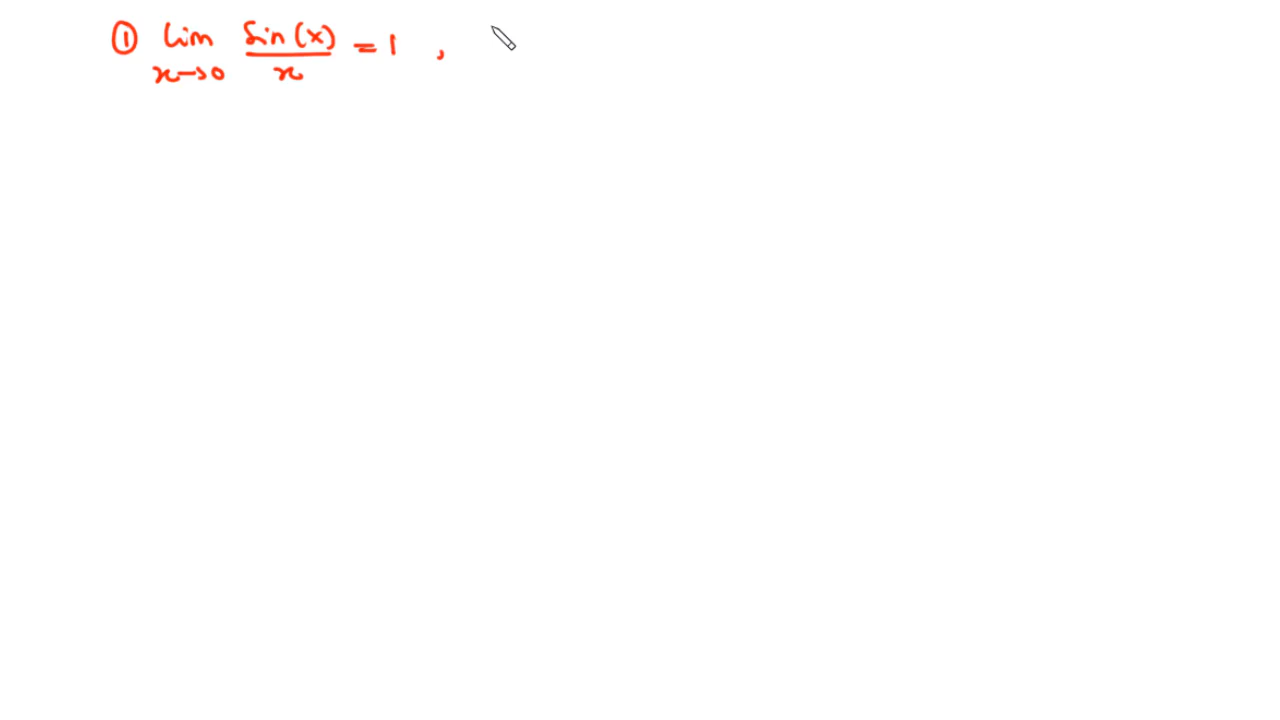 ① lim sin(x)/x = 1 ,
x→0